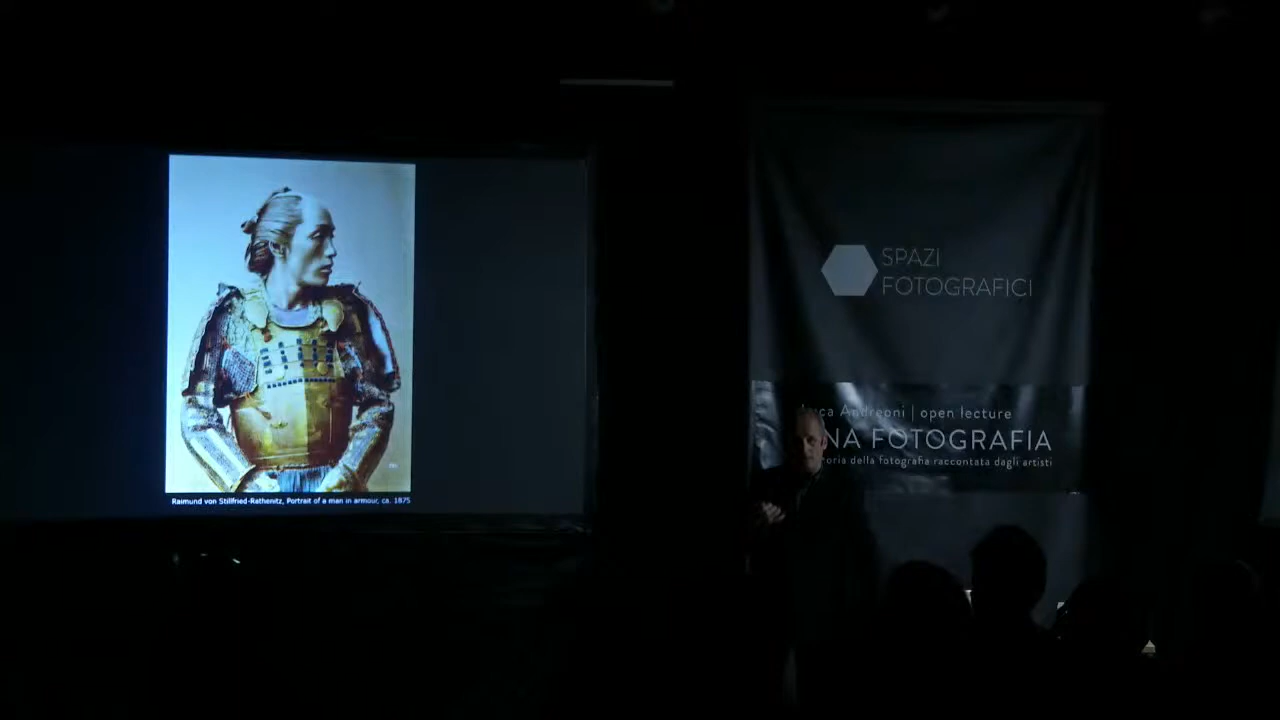 Raimund von Stillfried-Rathenitz, Portrait of a man in armour, ca. 1875
SPAZI
FOTOGRAFICI
Andreoni | open lecture
FOTOGRAFIA
della fotografia raccontata dagli artisti